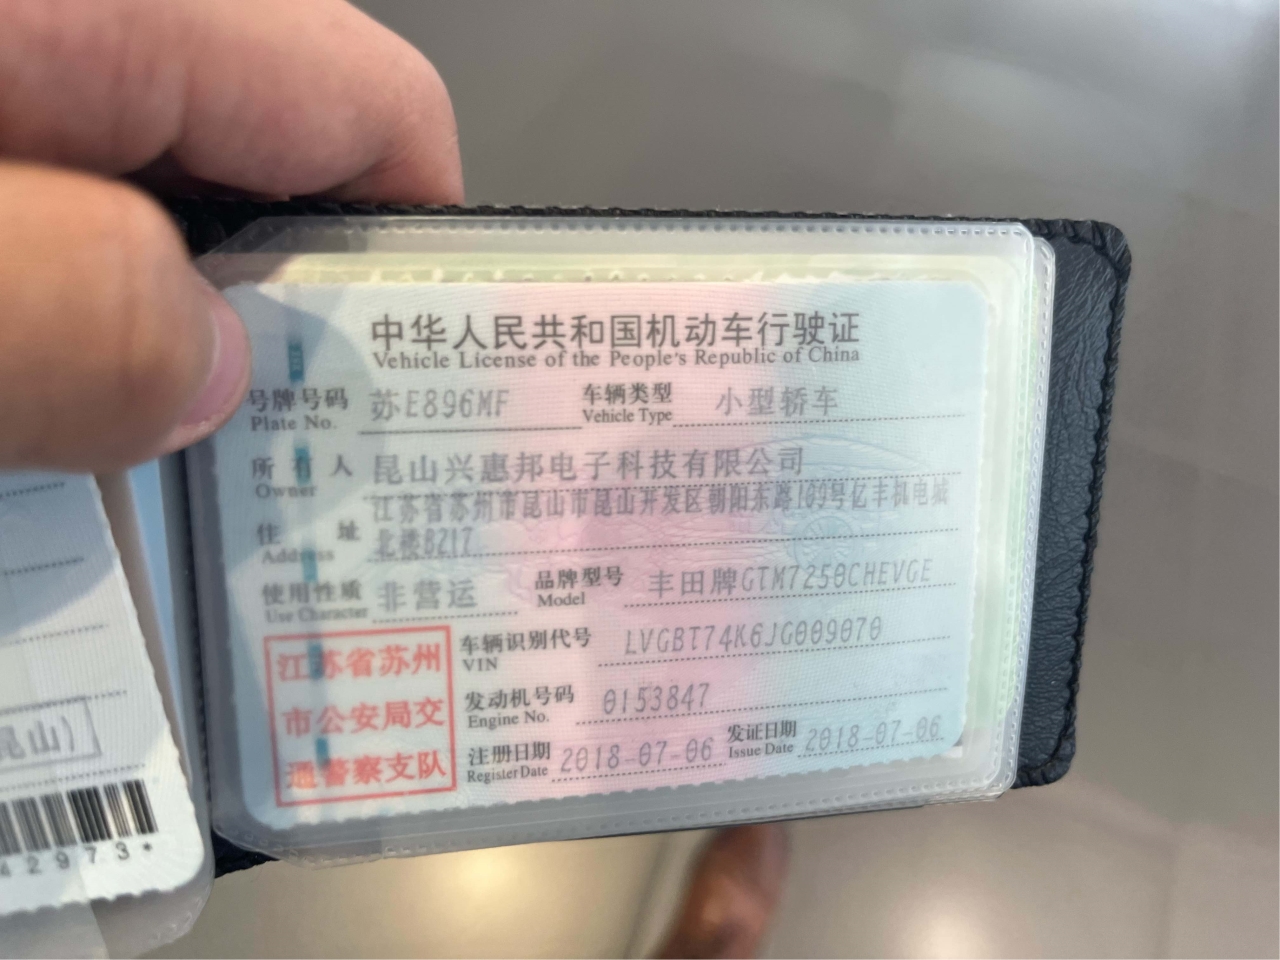 中华人民共和国机动车行驶证
Vehicle License of the People's Republic of China
号牌号码 苏E896MF 车辆类型 小型轿车
Plate No. Vehicle Type
所有人 昆山兴惠邦电子科技有限公司
Owner
江苏省苏州市昆山市昆山开发区朝阳东路109号亿丰机电城
住址 北楼B217
Address
使用性质 非营运 品牌型号 丰田牌GTM7250CHEVGE
Use Character Model
江苏省苏州
市公安局交
通警察支队
车辆识别代号 LVGBT74K6JG009070
VIN
发动机号码 0153847
Engine No.
注册日期 2018-07-06 发证日期 2018-07-06
Register Date Issue Date
昆山)
42973*